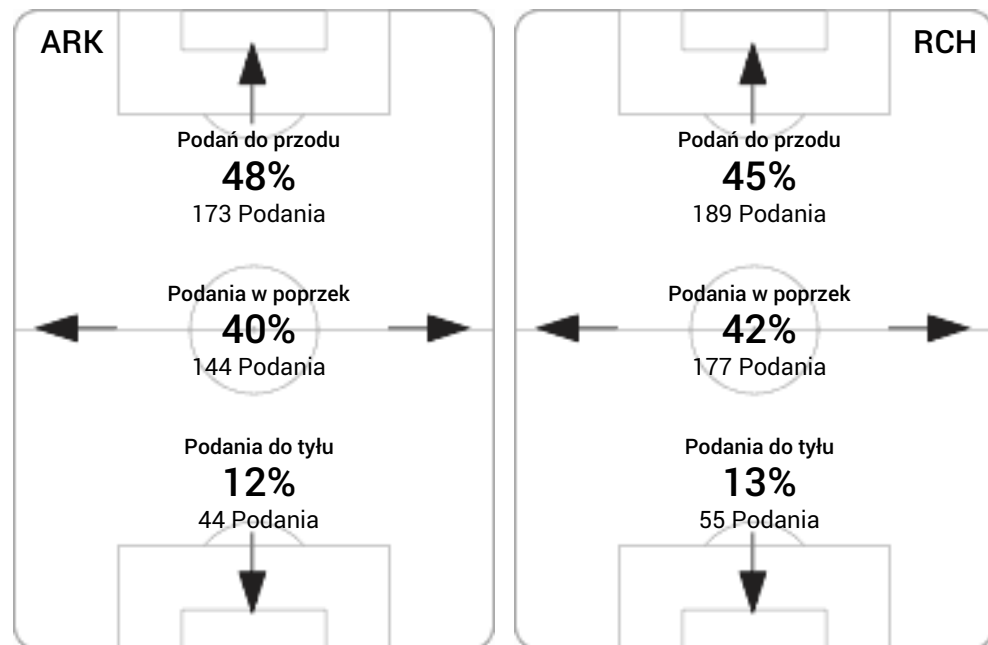 ARK
Podań do przodu
48%
173 Podania
Podania w poprzek
40%
144 Podania
Podania do tyłu
12%
44 Podania
RCH
Podań do przodu
45%
189 Podania
Podania w poprzek
42%
177 Podania
Podania do tyłu
13%
55 Podania